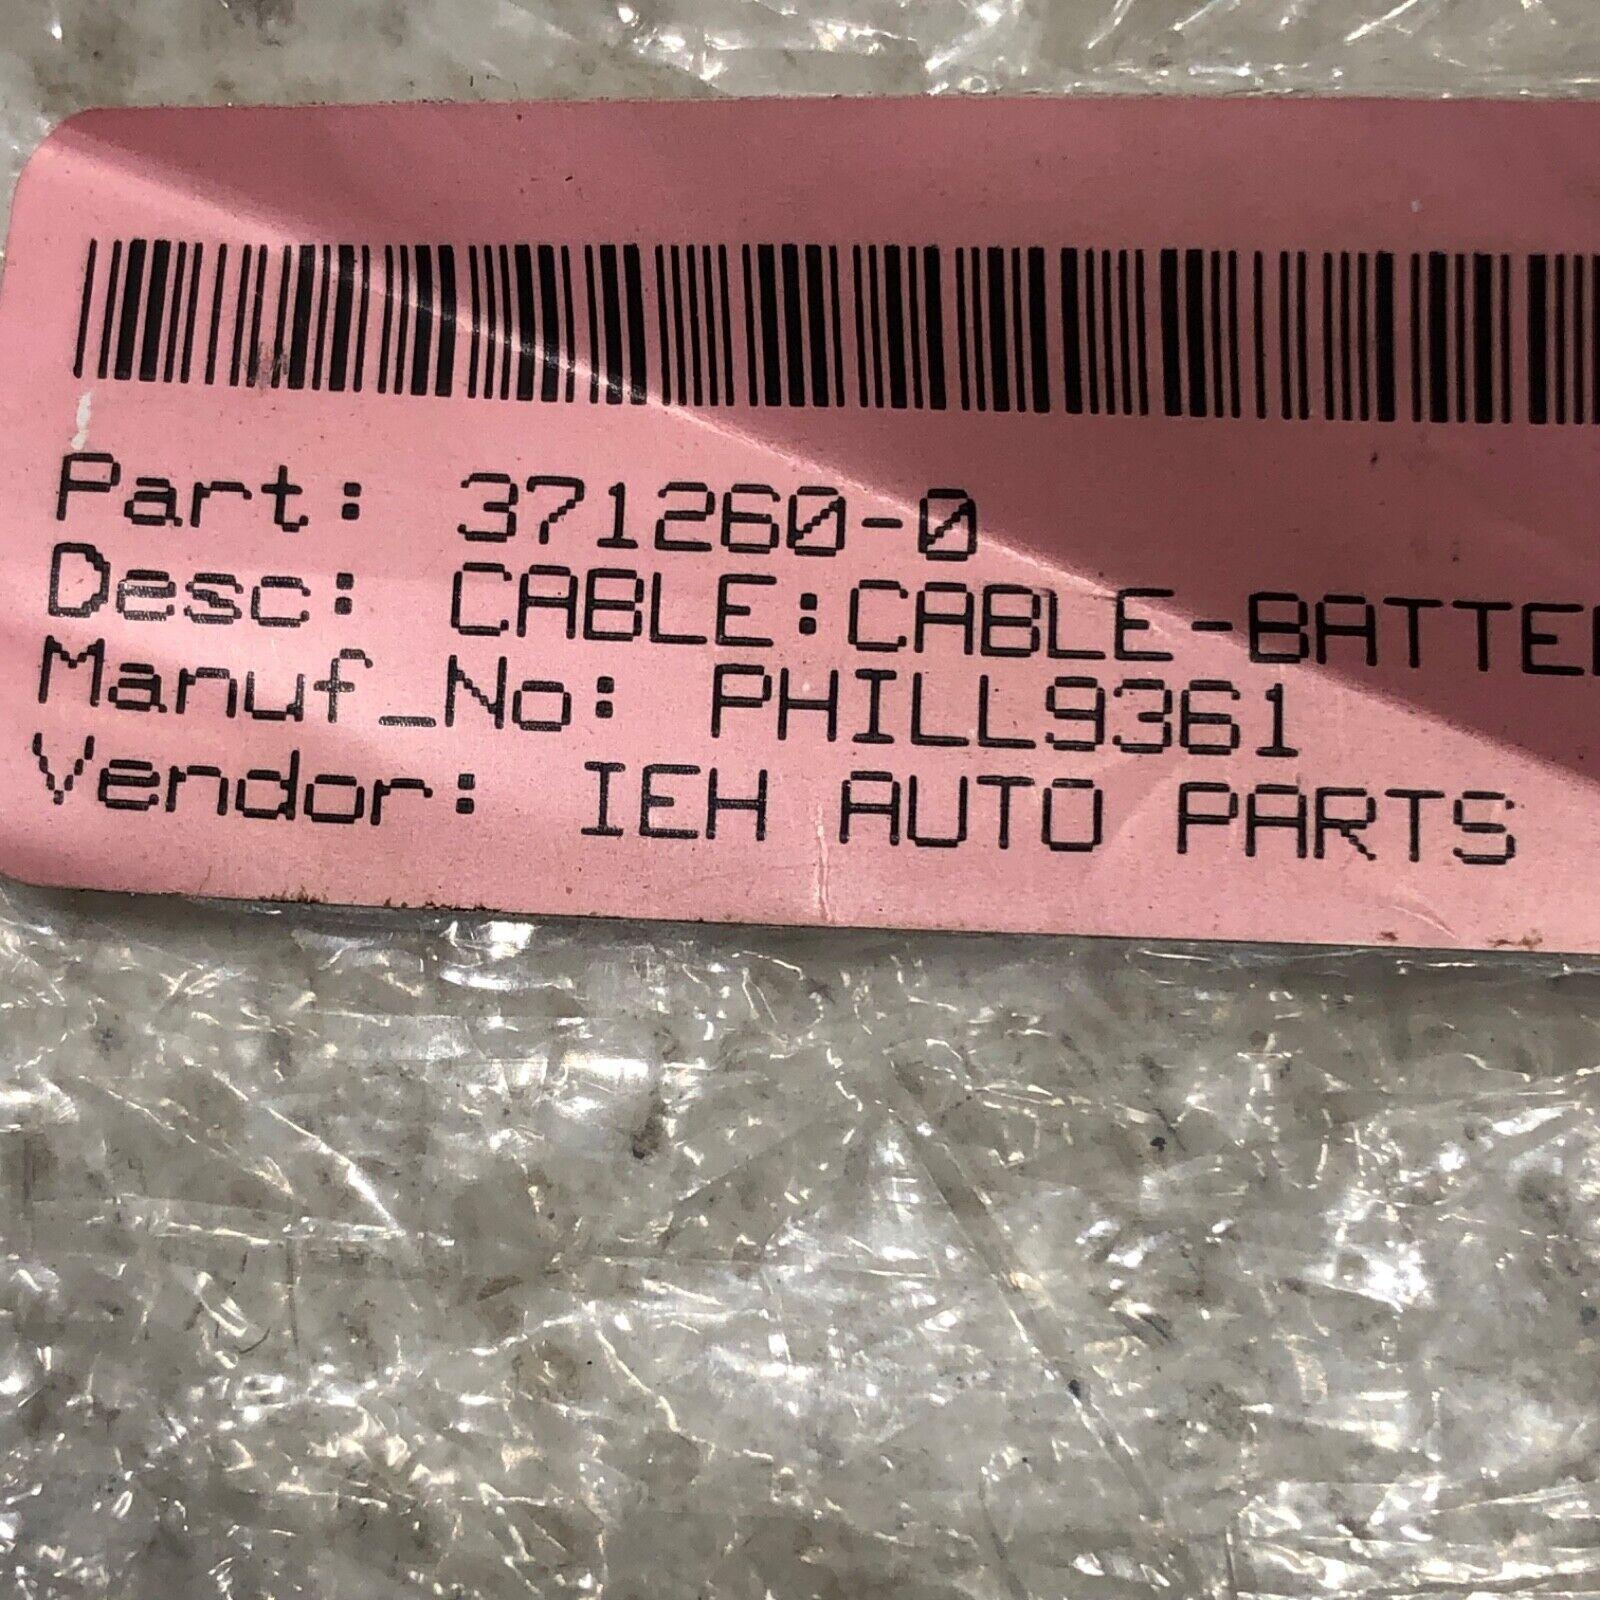 Part: 371260-0
Desc: CABLE:CABLE-BATTE
Manuf_No: PHILL9361
Vendor: IEH AUTO PARTS